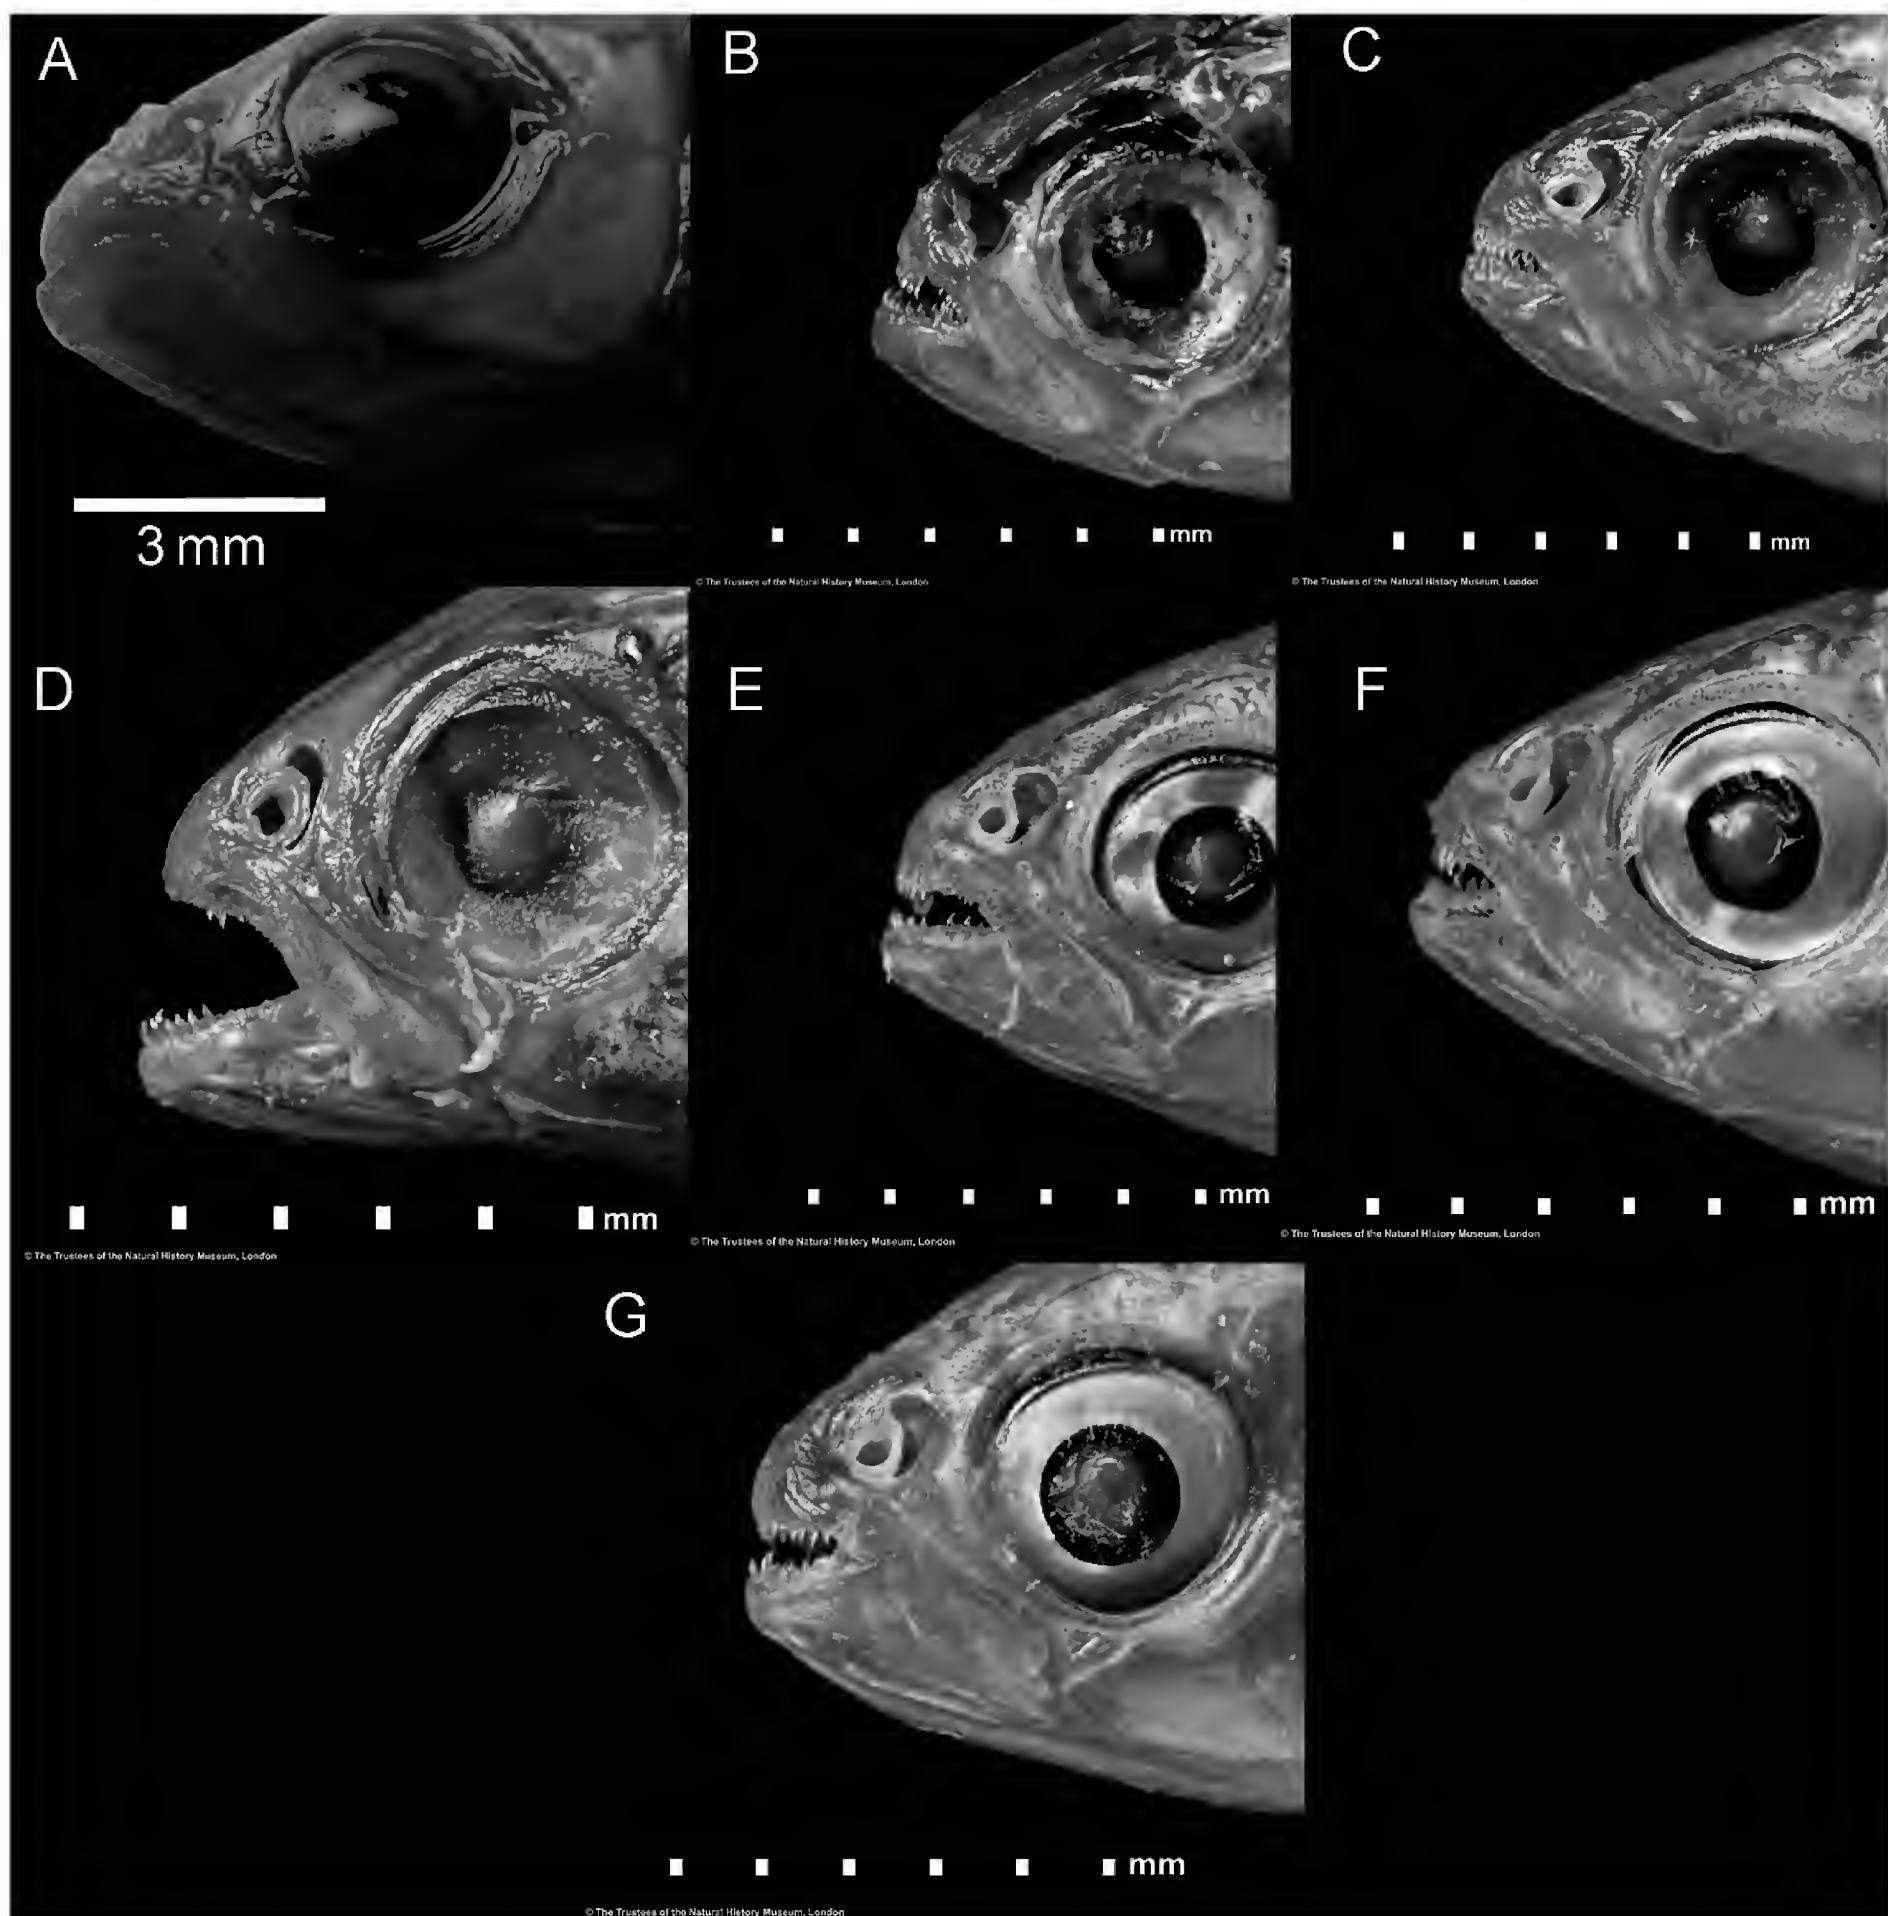 A
B
C
3 mm
mm
mm
© The Trustees of the Natural History Museum, London
© The Trustees of the Natural History Museum, London
D
E
F
mm
mm
mm
© The Trustees of the Natural History Museum, London
© The Trustees of the Natural History Museum, London
© The Trustees of the Natural History Museum, London
G
mm
© The Trustees of the Natural History Museum, London